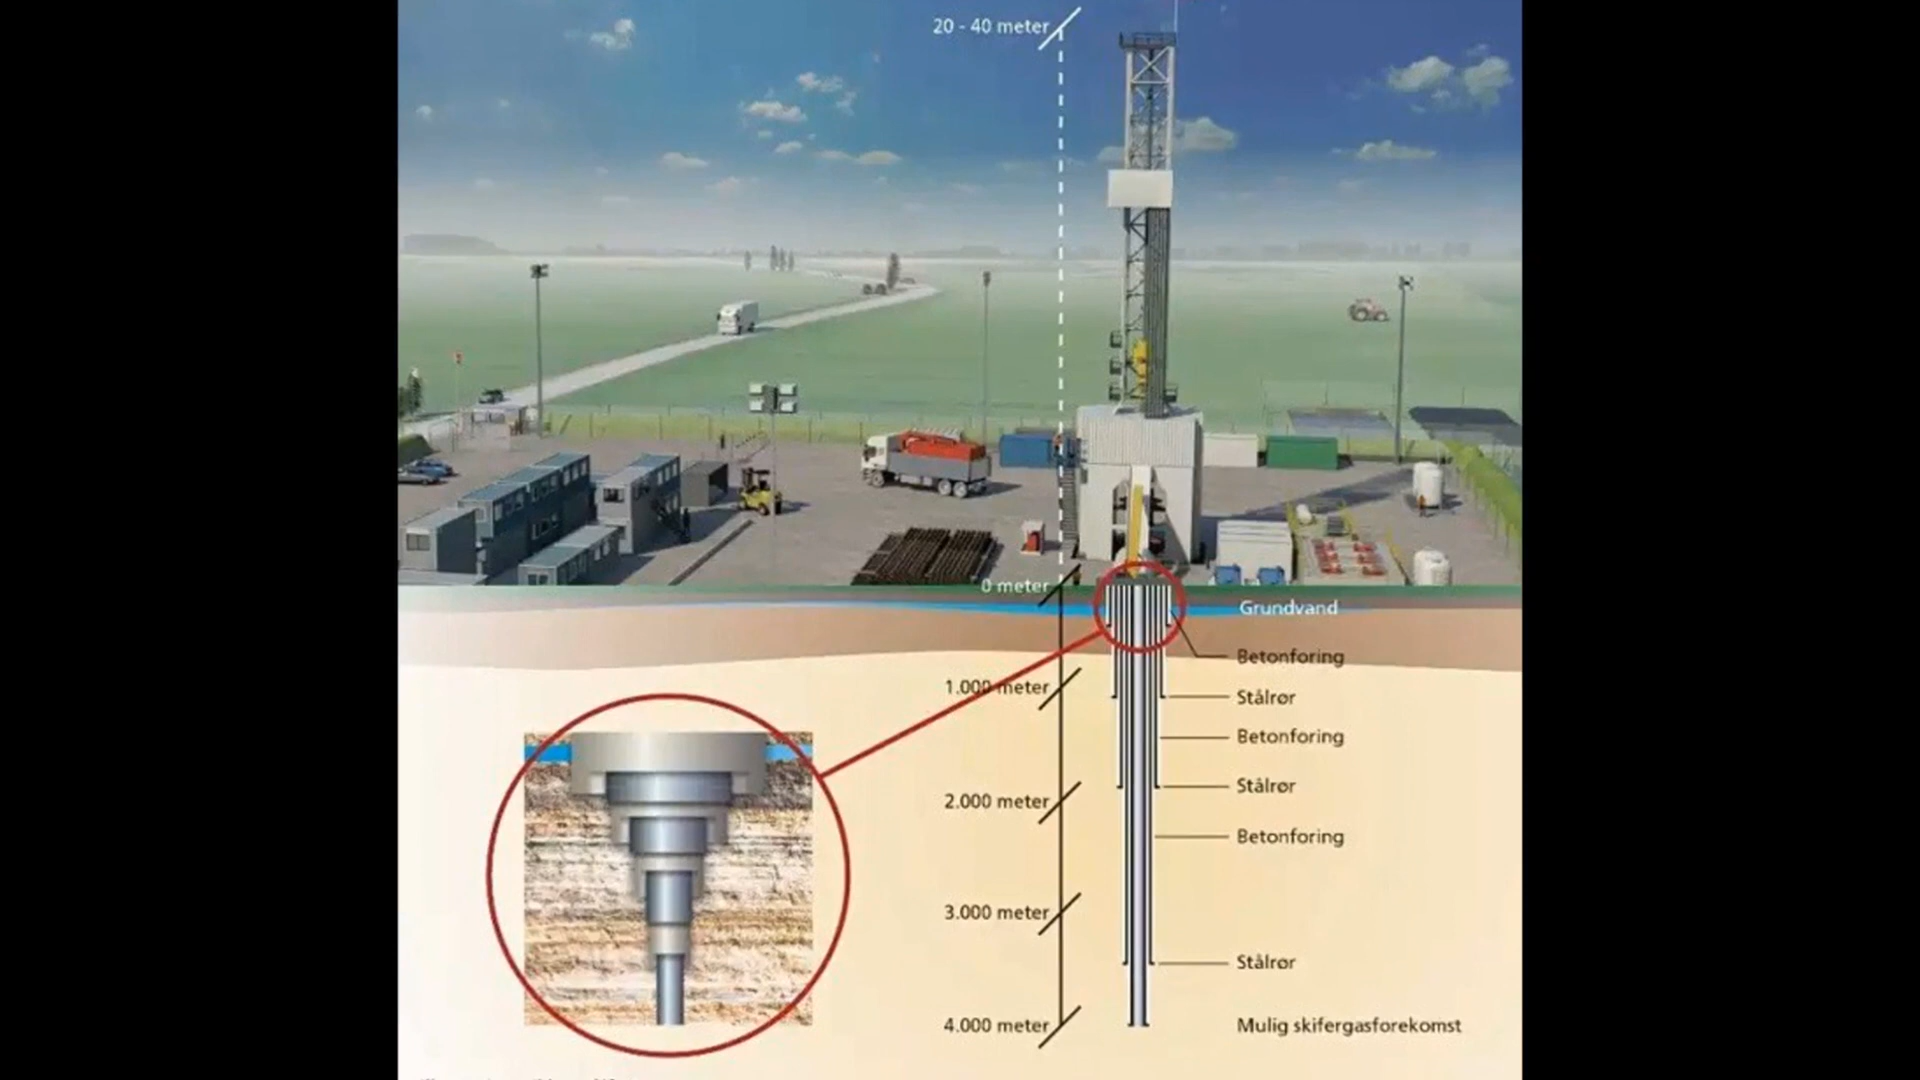 20 - 40 meter
0 meter
Grundvand
Betonforing
1.000 meter
Stålrør
Betonforing
Stålrør
2.000 meter
Betonforing
3.000 meter
Stålrør
4.000 meter
Mulig skifergasforekomst